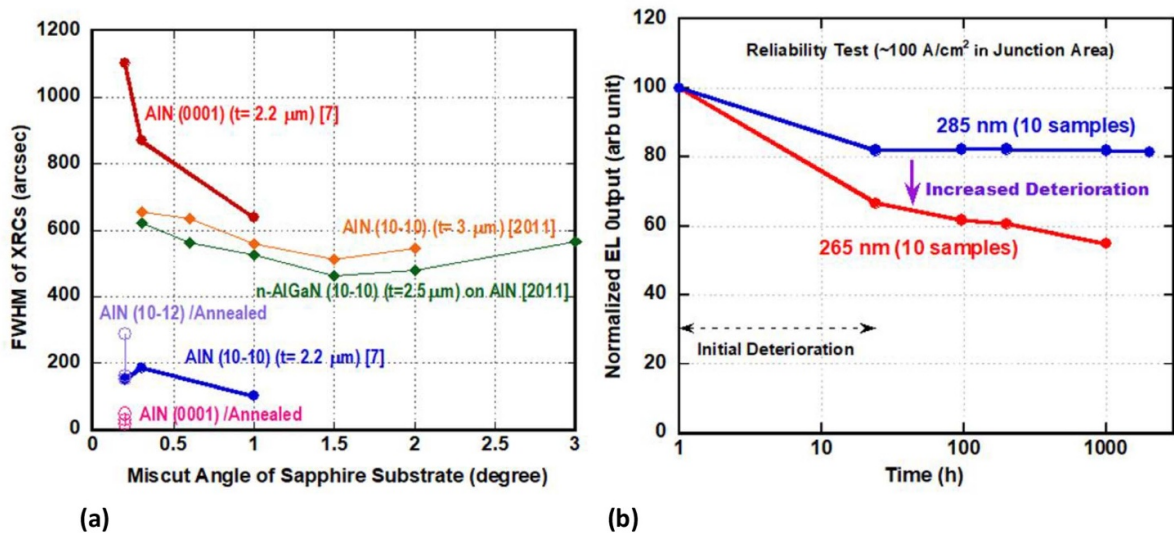 1200
1000
800
600
400
200
0
FWHM of XRCs (arcsec)
AlN (0001) (t= 2.2 μm) [7]
AlN (10-10) (t= 3 μm) [2011]
n-AlGaN (10-10) (t=2.5 μm) on AlN [2011]
AlN (10-12) /Annealed
AlN (10-10) (t= 2.2 μm) [7]
AlN (0001) /Annealed
0 0.5 1 1.5 2 2.5 3
Miscut Angle of Sapphire Substrate (degree)
(a)
120
100
80
60
40
20
0
Normalized EL Output (arb unit)
Reliability Test (~100 A/cm² in Junction Area)
285 nm (10 samples)
Increased Deterioration
265 nm (10 samples)
Initial Deterioration
1 10 100 1000
Time (h)
(b)